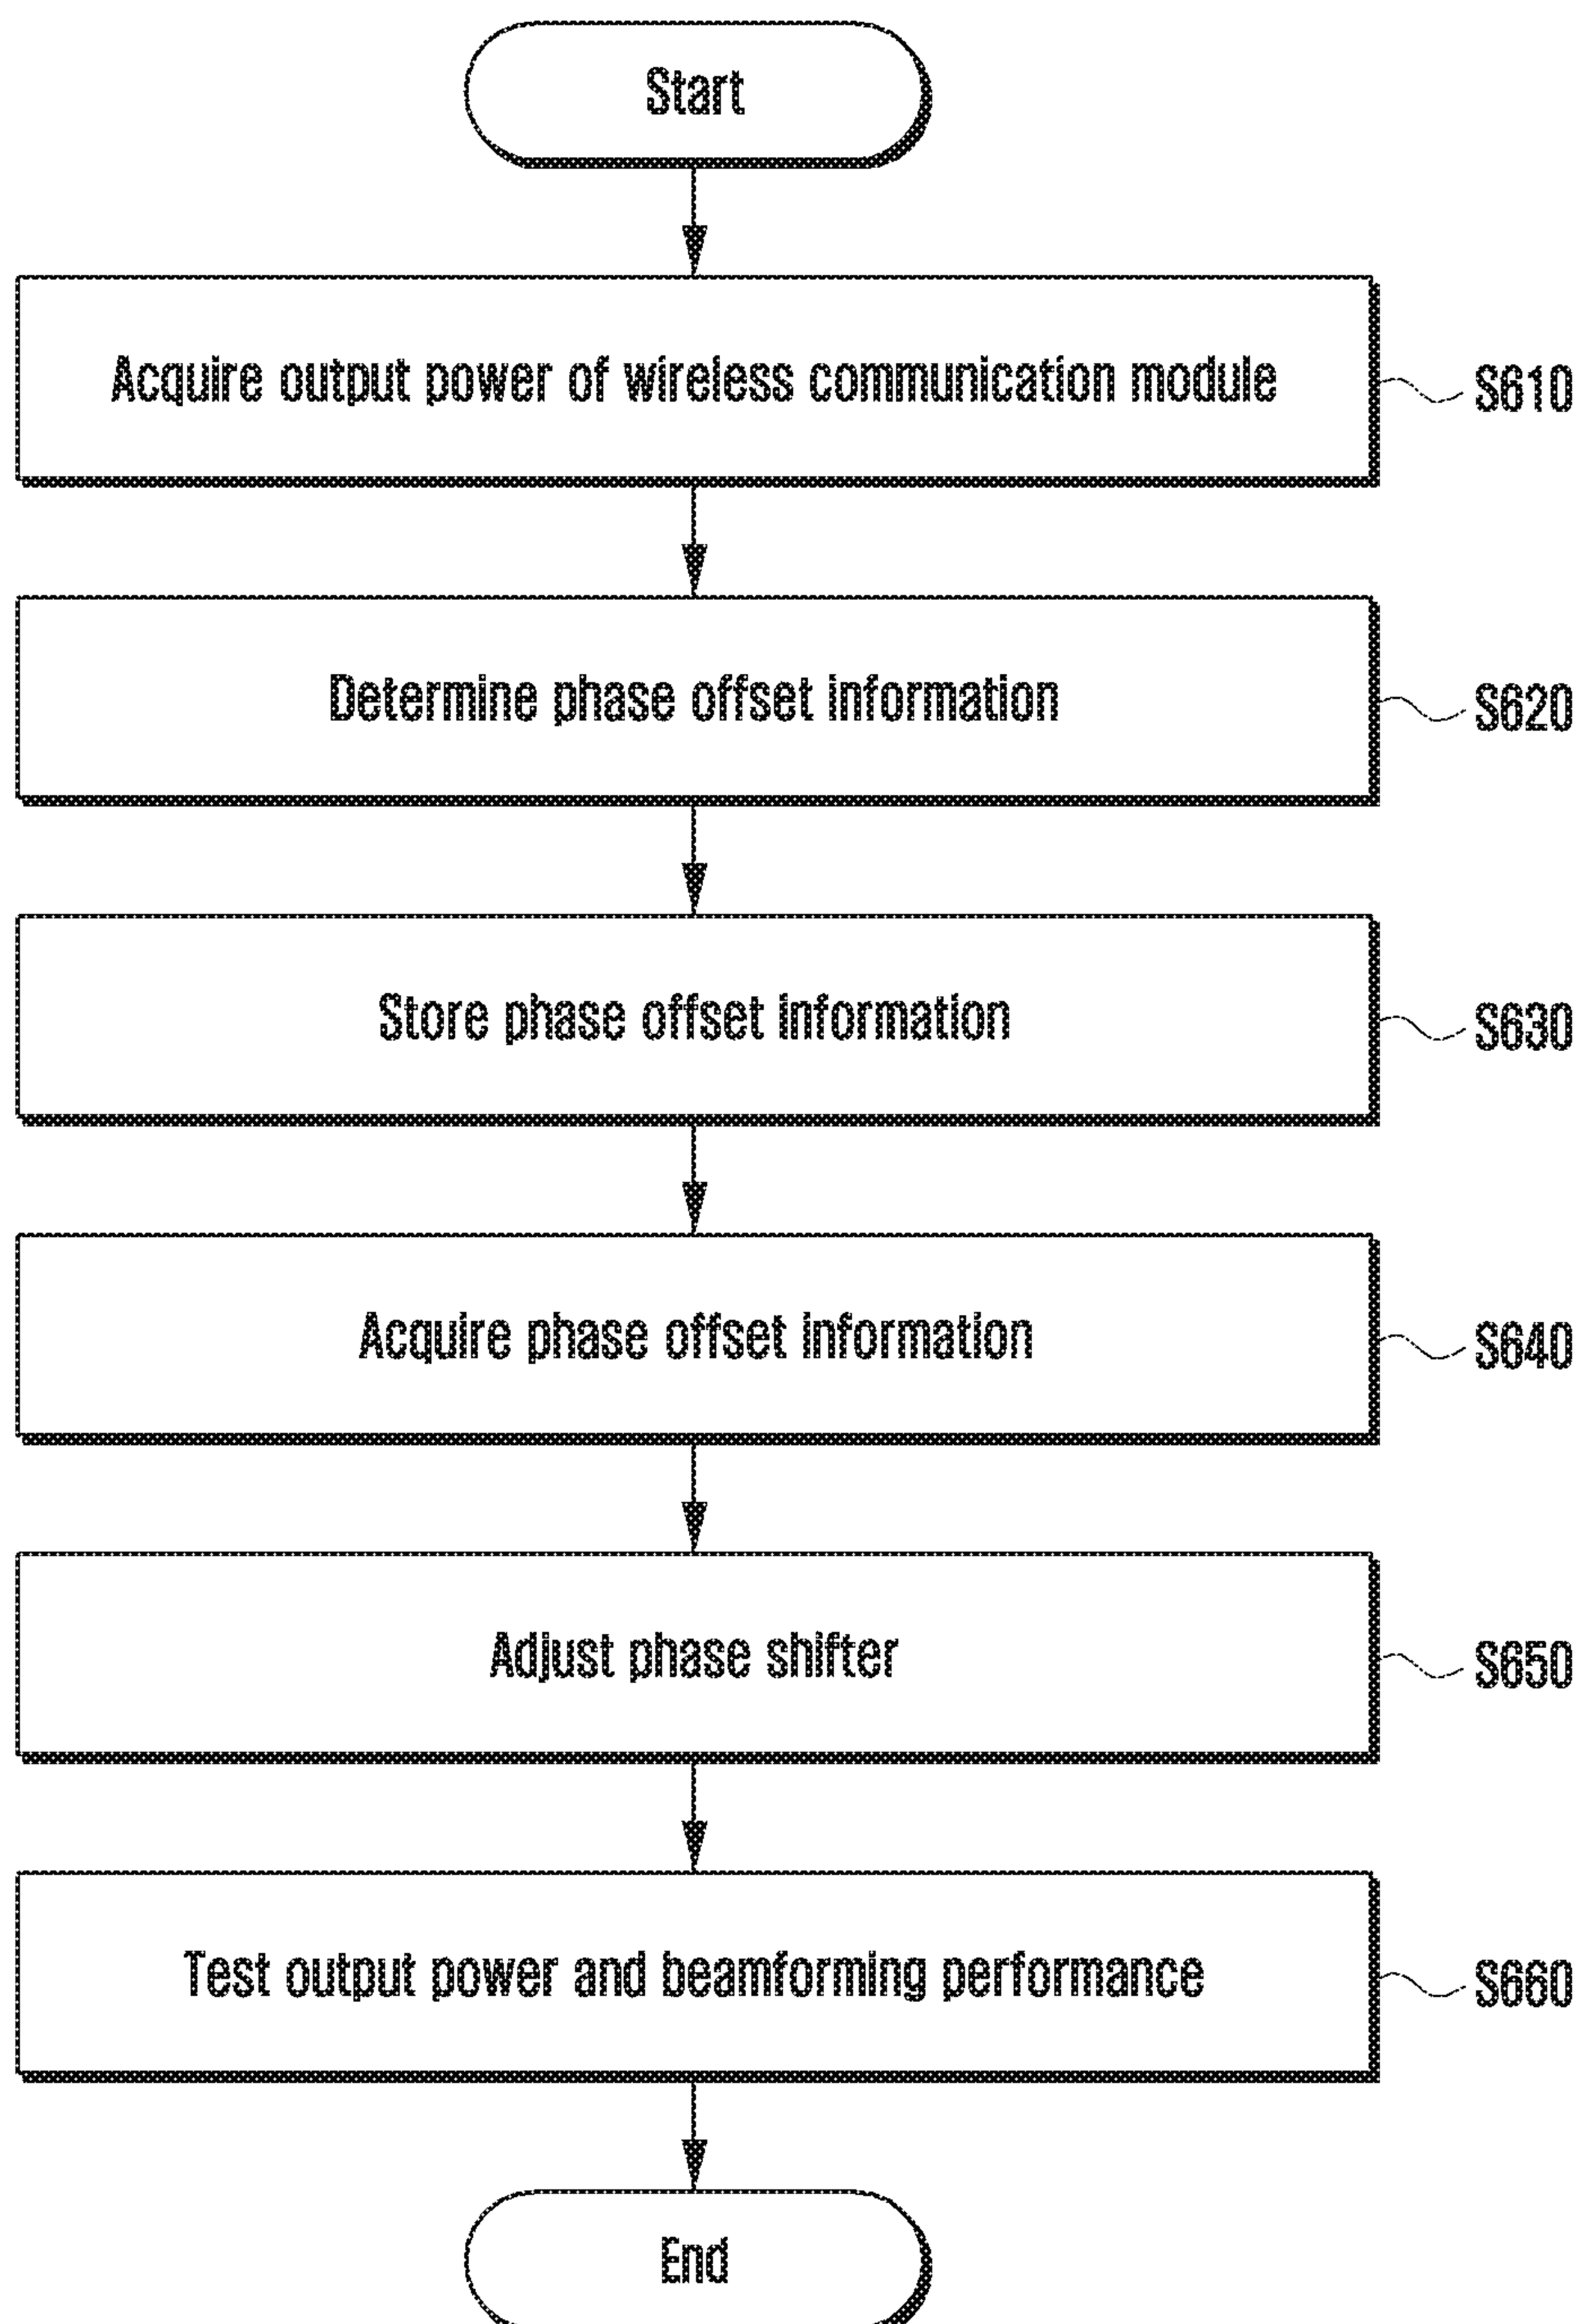 Start
Acquire output power of wireless communication module
S610
Determine phase offset information
S620
Store phase offset information
S630
Acquire phase offset information
S640
Adjust phase shifter
S650
Test output power and beamforming performance
S660
End